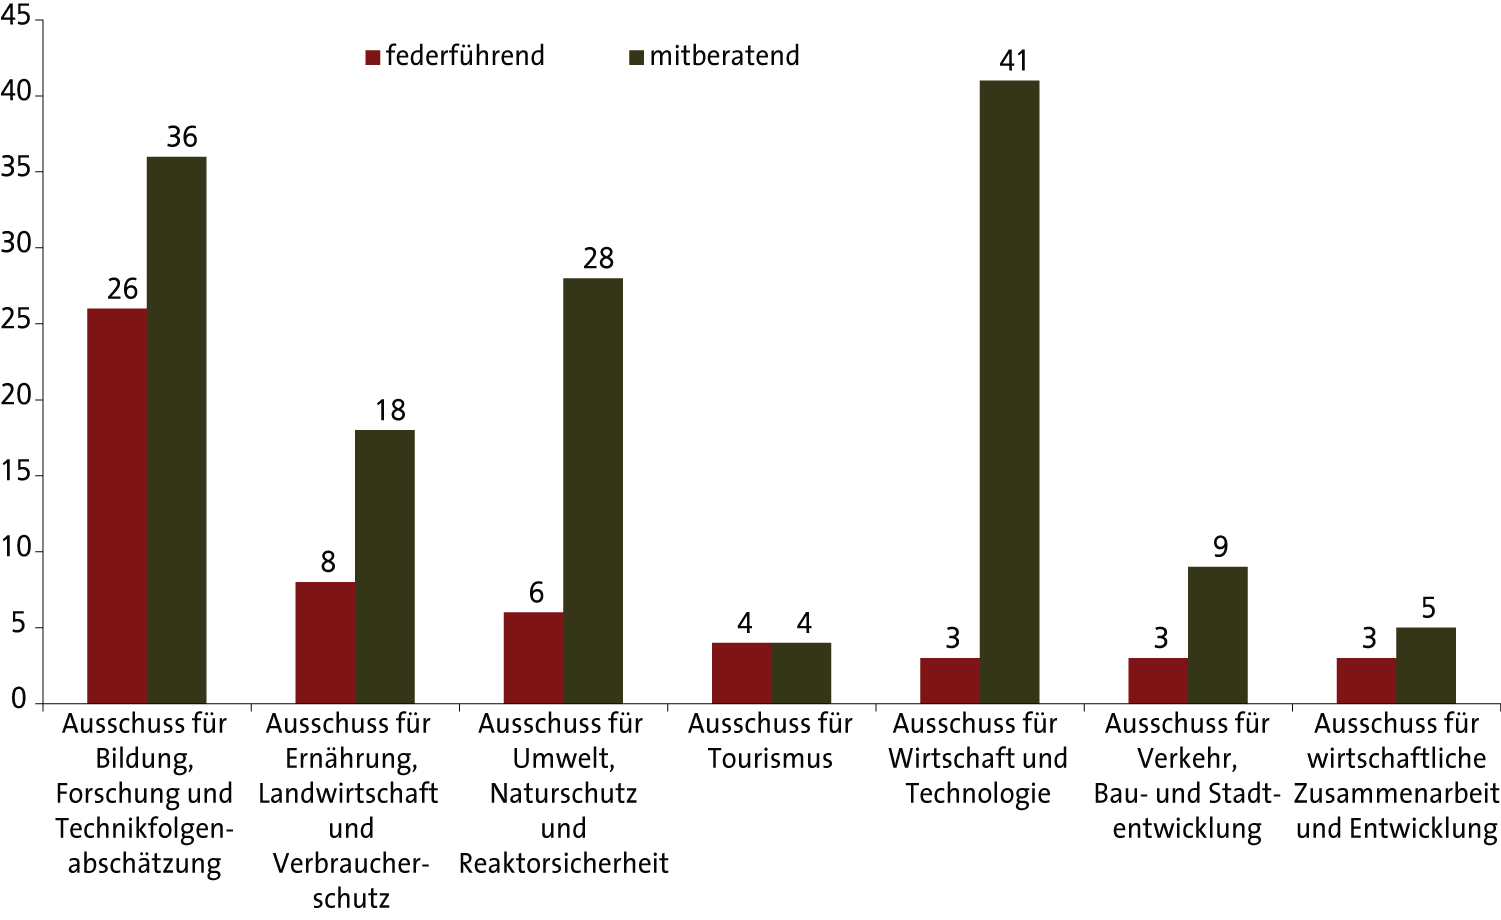 45
40
35
30
25
20
15
10
5
0
federführend
mitberatend
26
36
8
18
6
28
4
4
3
41
3
9
3
5
Ausschuss für
Bildung,
Forschung und
Technikfolgen-
abschätzung
Ausschuss für
Ernährung,
Landwirtschaft
und
Verbraucher-
schutz
Ausschuss für
Umwelt,
Naturschutz
und
Reaktorsicherheit
Ausschuss für
Tourismus
Ausschuss für
Wirtschaft und
Technologie
Ausschuss für
Verkehr,
Bau- und Stadt-
entwicklung
Ausschuss für
wirtschaftliche
Zusammenarbeit
und Entwicklung